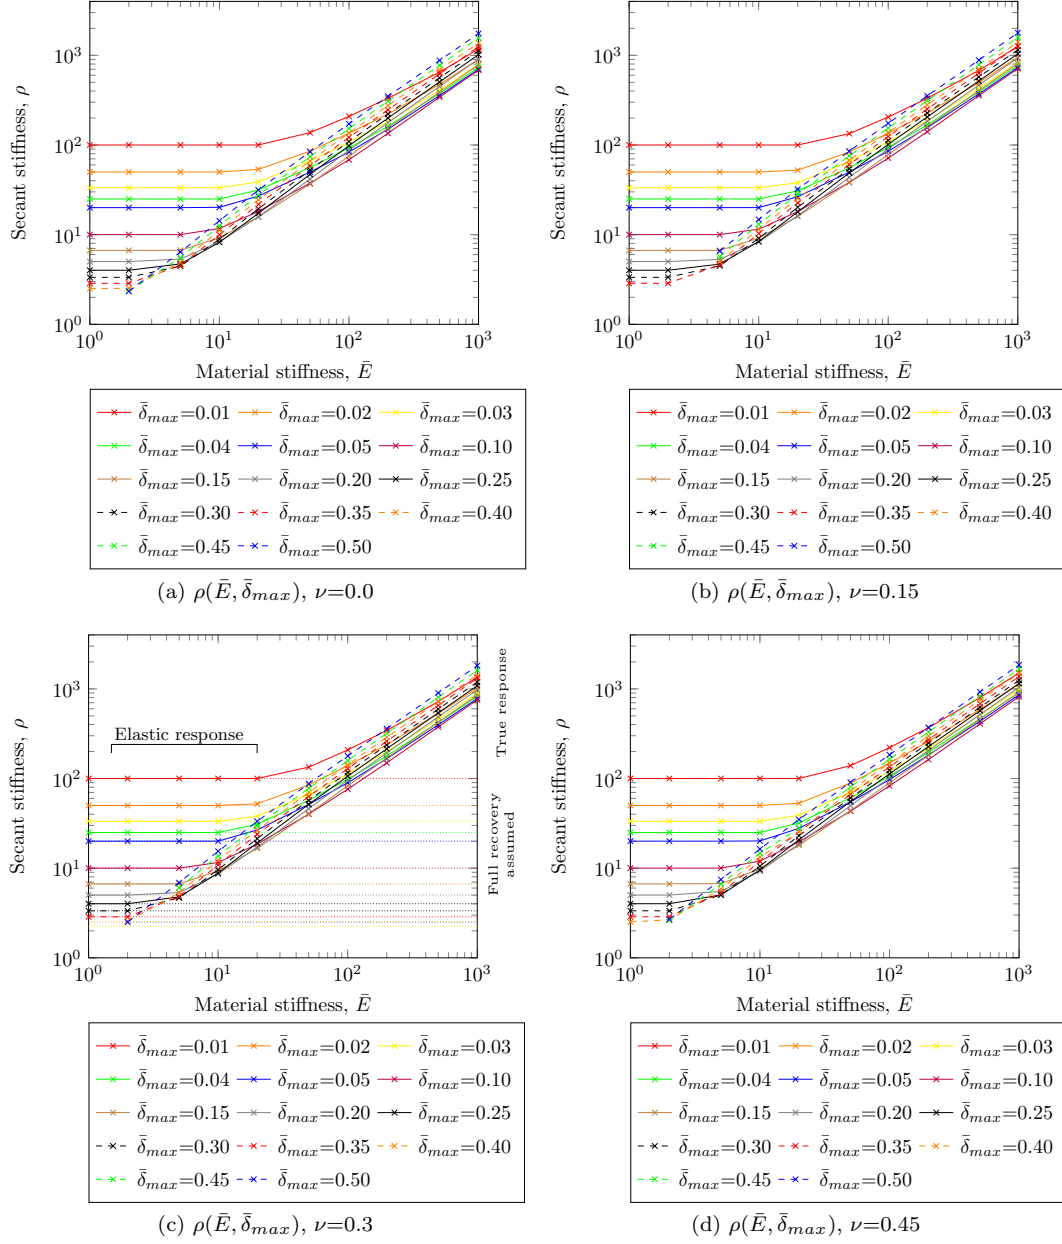 10^3
10^2
10^1
10^0
Secant stiffness, ρ
10^0 10^1 10^2 10^3
Material stiffness, Ē
δ̄max=0.01 δ̄max=0.02 δ̄max=0.03
δ̄max=0.04 δ̄max=0.05 δ̄max=0.10
δ̄max=0.15 δ̄max=0.20 δ̄max=0.25
δ̄max=0.30 δ̄max=0.35 δ̄max=0.40
δ̄max=0.45 δ̄max=0.50
(a) ρ(Ē, δ̄max), ν=0.0
10^3
10^2
10^1
10^0
Secant stiffness, ρ
10^0 10^1 10^2 10^3
Material stiffness, Ē
δ̄max=0.01 δ̄max=0.02 δ̄max=0.03
δ̄max=0.04 δ̄max=0.05 δ̄max=0.10
δ̄max=0.15 δ̄max=0.20 δ̄max=0.25
δ̄max=0.30 δ̄max=0.35 δ̄max=0.40
δ̄max=0.45 δ̄max=0.50
(b) ρ(Ē, δ̄max), ν=0.15
10^3
10^2
10^1
10^0
Secant stiffness, ρ
Elastic response
True response
Full recovery
assumed
10^0 10^1 10^2 10^3
Material stiffness, Ē
δ̄max=0.01 δ̄max=0.02 δ̄max=0.03
δ̄max=0.04 δ̄max=0.05 δ̄max=0.10
δ̄max=0.15 δ̄max=0.20 δ̄max=0.25
δ̄max=0.30 δ̄max=0.35 δ̄max=0.40
δ̄max=0.45 δ̄max=0.50
(c) ρ(Ē, δ̄max), ν=0.3
10^3
10^2
10^1
10^0
Secant stiffness, ρ
10^0 10^1 10^2 10^3
Material stiffness, Ē
δ̄max=0.01 δ̄max=0.02 δ̄max=0.03
δ̄max=0.04 δ̄max=0.05 δ̄max=0.10
δ̄max=0.15 δ̄max=0.20 δ̄max=0.25
δ̄max=0.30 δ̄max=0.35 δ̄max=0.40
δ̄max=0.45 δ̄max=0.50
(d) ρ(Ē, δ̄max), ν=0.45